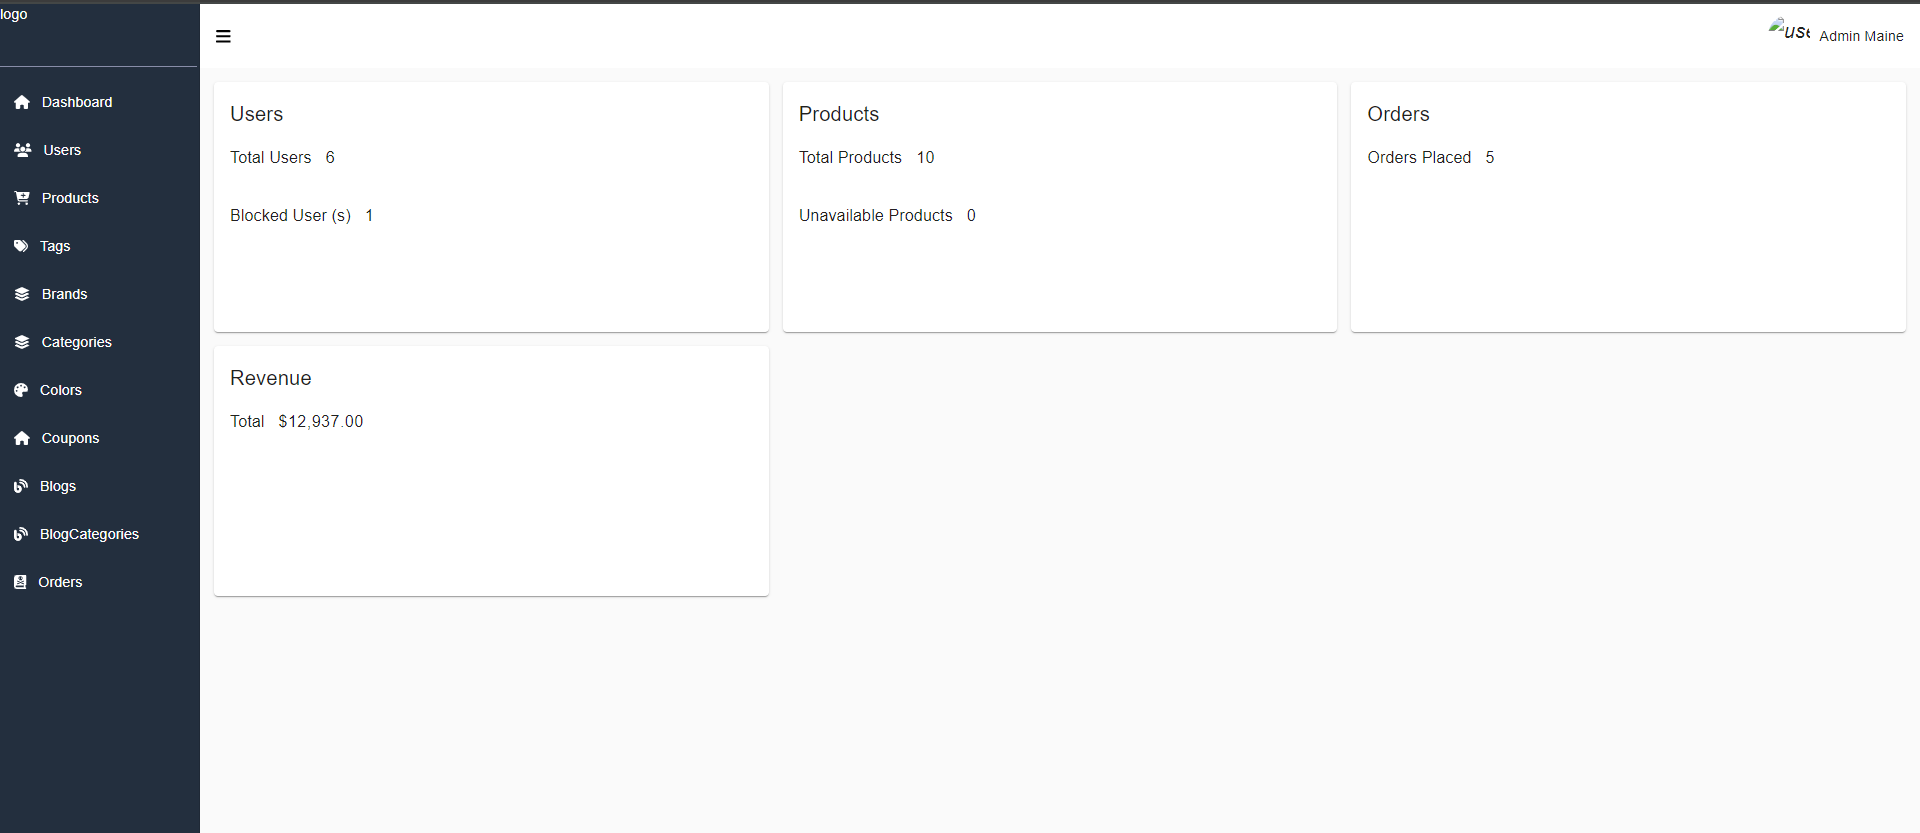 logo
Dashboard
Users
Products
Tags
Brands
Categories
Colors
Coupons
Blogs
BlogCategories
Orders
Admin Maine
Users
Total Users 6
Blocked User (s) 1
Products
Total Products 10
Unavailable Products 0
Orders
Orders Placed 5
Revenue
Total $12,937.00